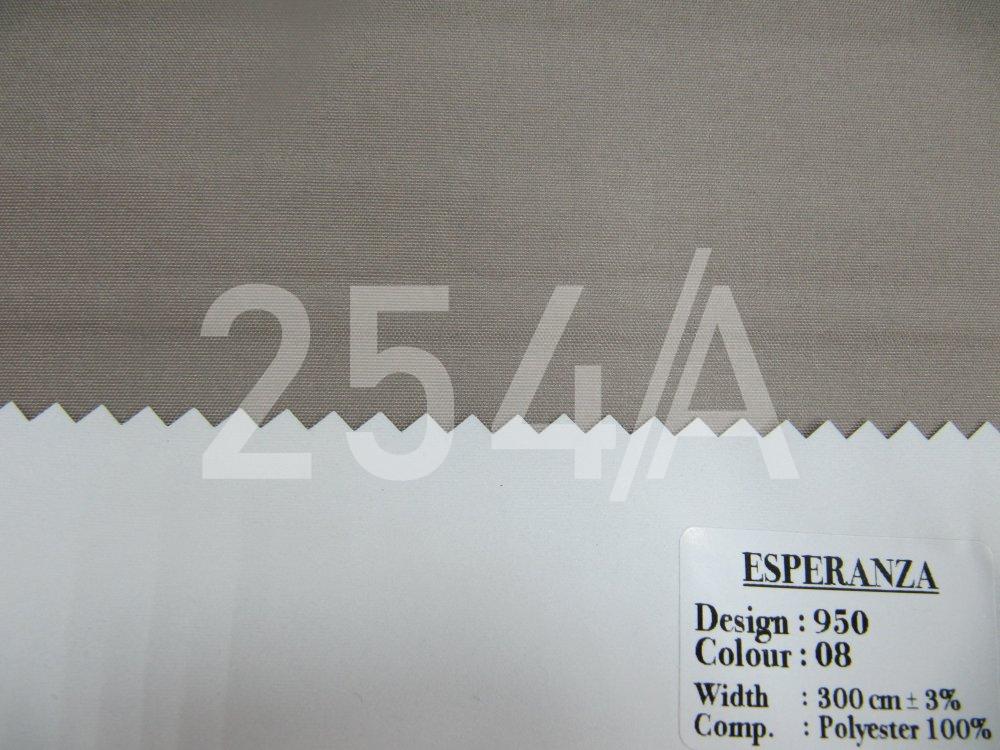 254/A
ESPERANZA
Design : 950
Colour : 08
Width : 300 cm ± 3%
Comp. : Polyester 100%